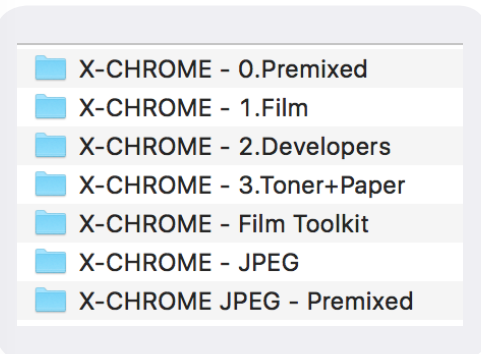 X-CHROME - 0.Premixed
X-CHROME - 1.Film
X-CHROME - 2.Developers
X-CHROME - 3.Toner+Paper
X-CHROME - Film Toolkit
X-CHROME - JPEG
X-CHROME JPEG - Premixed